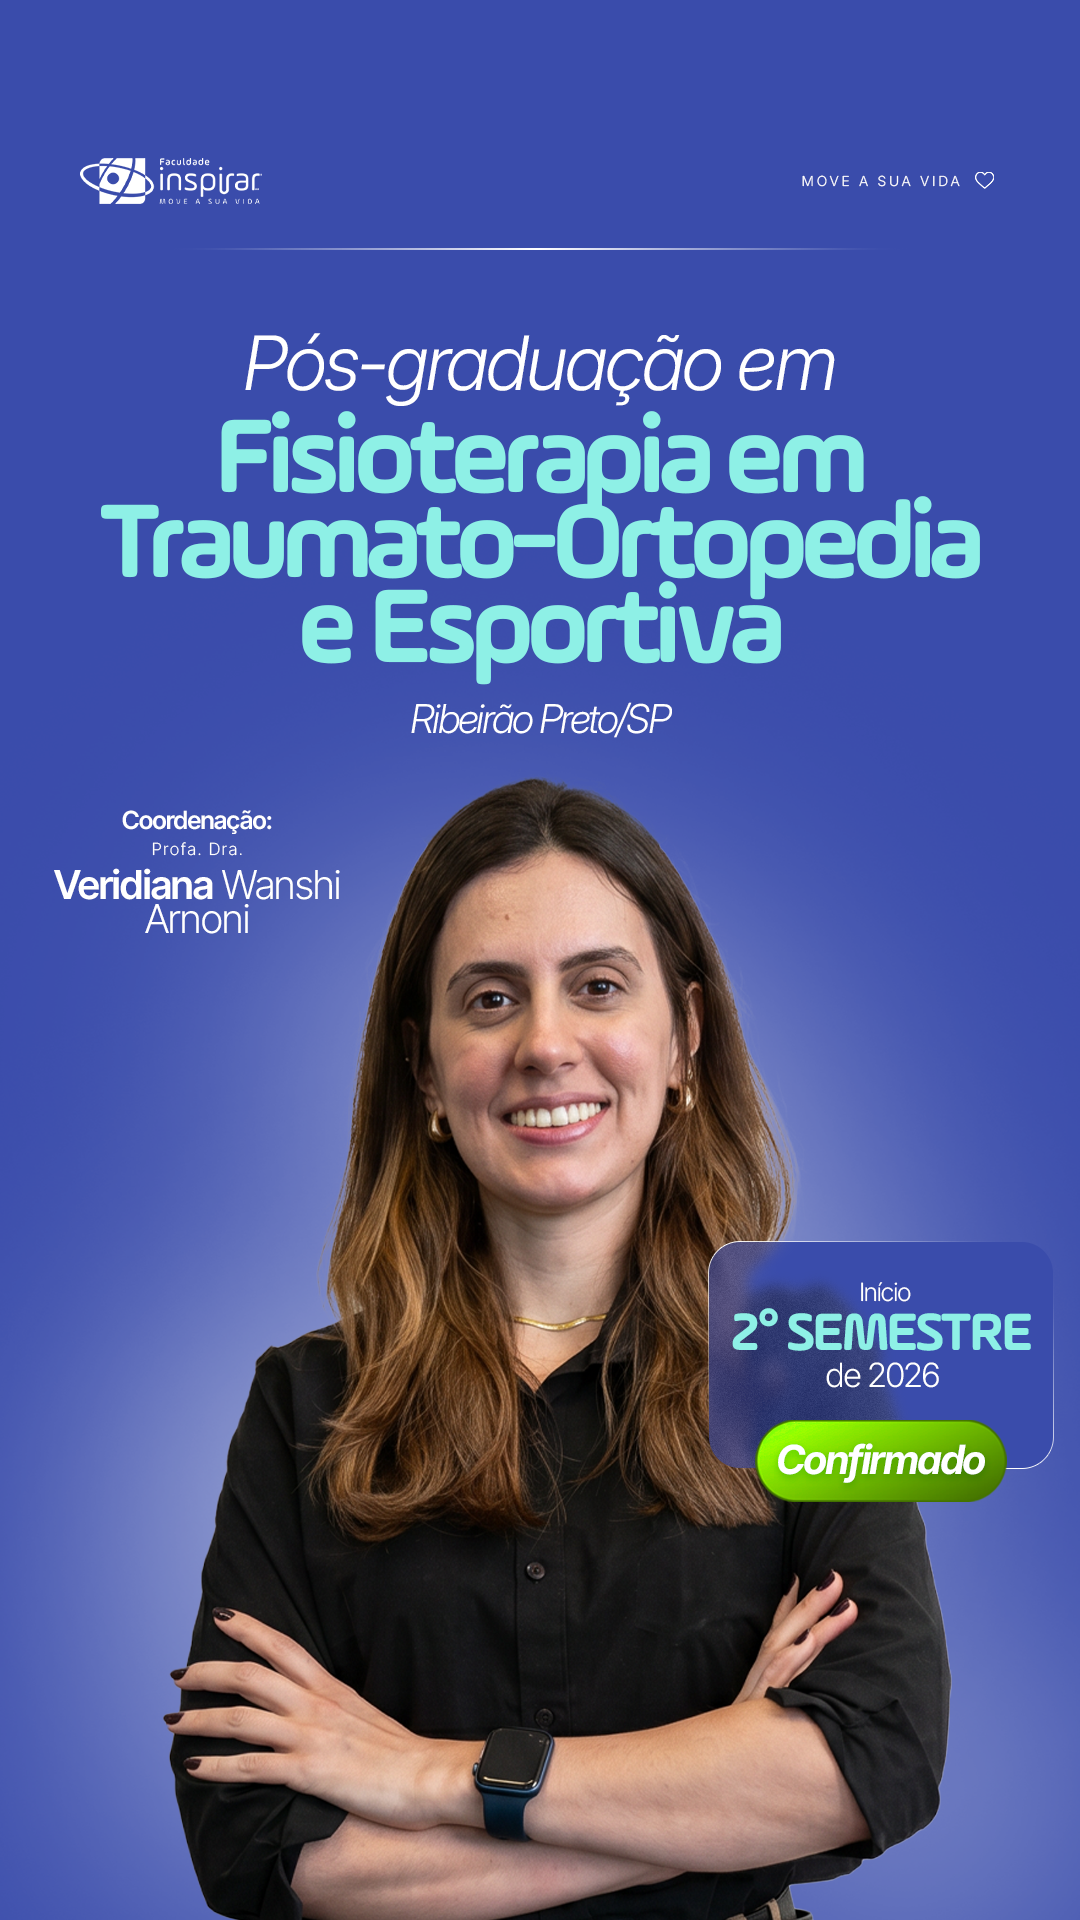 Faculdade
inspirar
MOVE A SUA VIDA
MOVE A SUA VIDA
Pós-graduação em
Fisioterapia em
Traumato-Ortopedia
e Esportiva
Ribeirão Preto/SP
Coordenação:
Profa. Dra.
Veridiana Wanshi
Arnoni
Início
2º SEMESTRE
de 2026
Confirmado